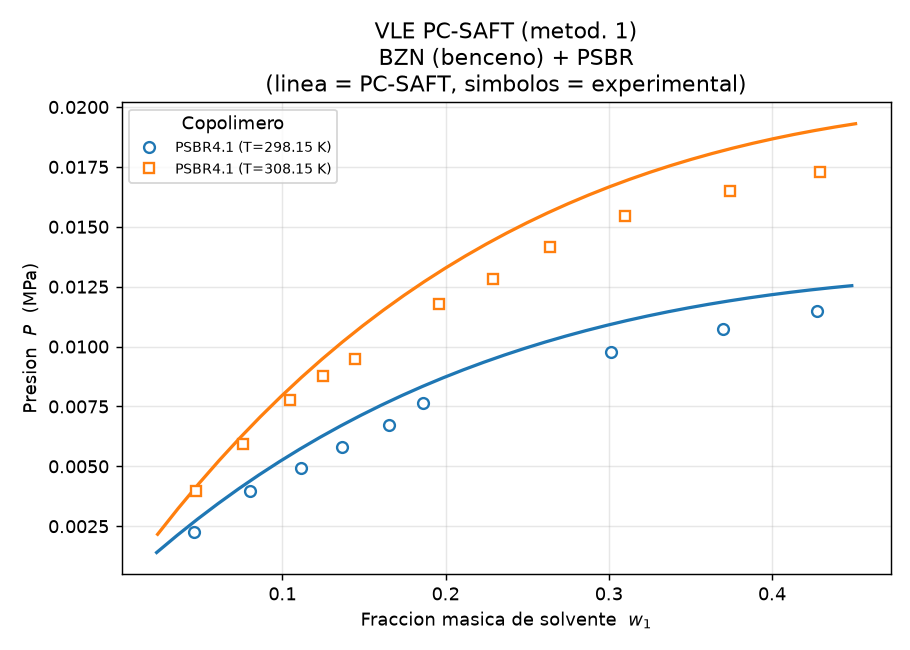 VLE PC-SAFT (metod. 1)
BZN (benceno) + PSBR
(linea = PC-SAFT, simbolos = experimental)
Copolimero
PSBR4.1 (T=298.15 K)
PSBR4.1 (T=308.15 K)
Presion P (MPa)
0.0200
0.0175
0.0150
0.0125
0.0100
0.0075
0.0050
0.0025
0.1 0.2 0.3 0.4
Fraccion masica de solvente w₁